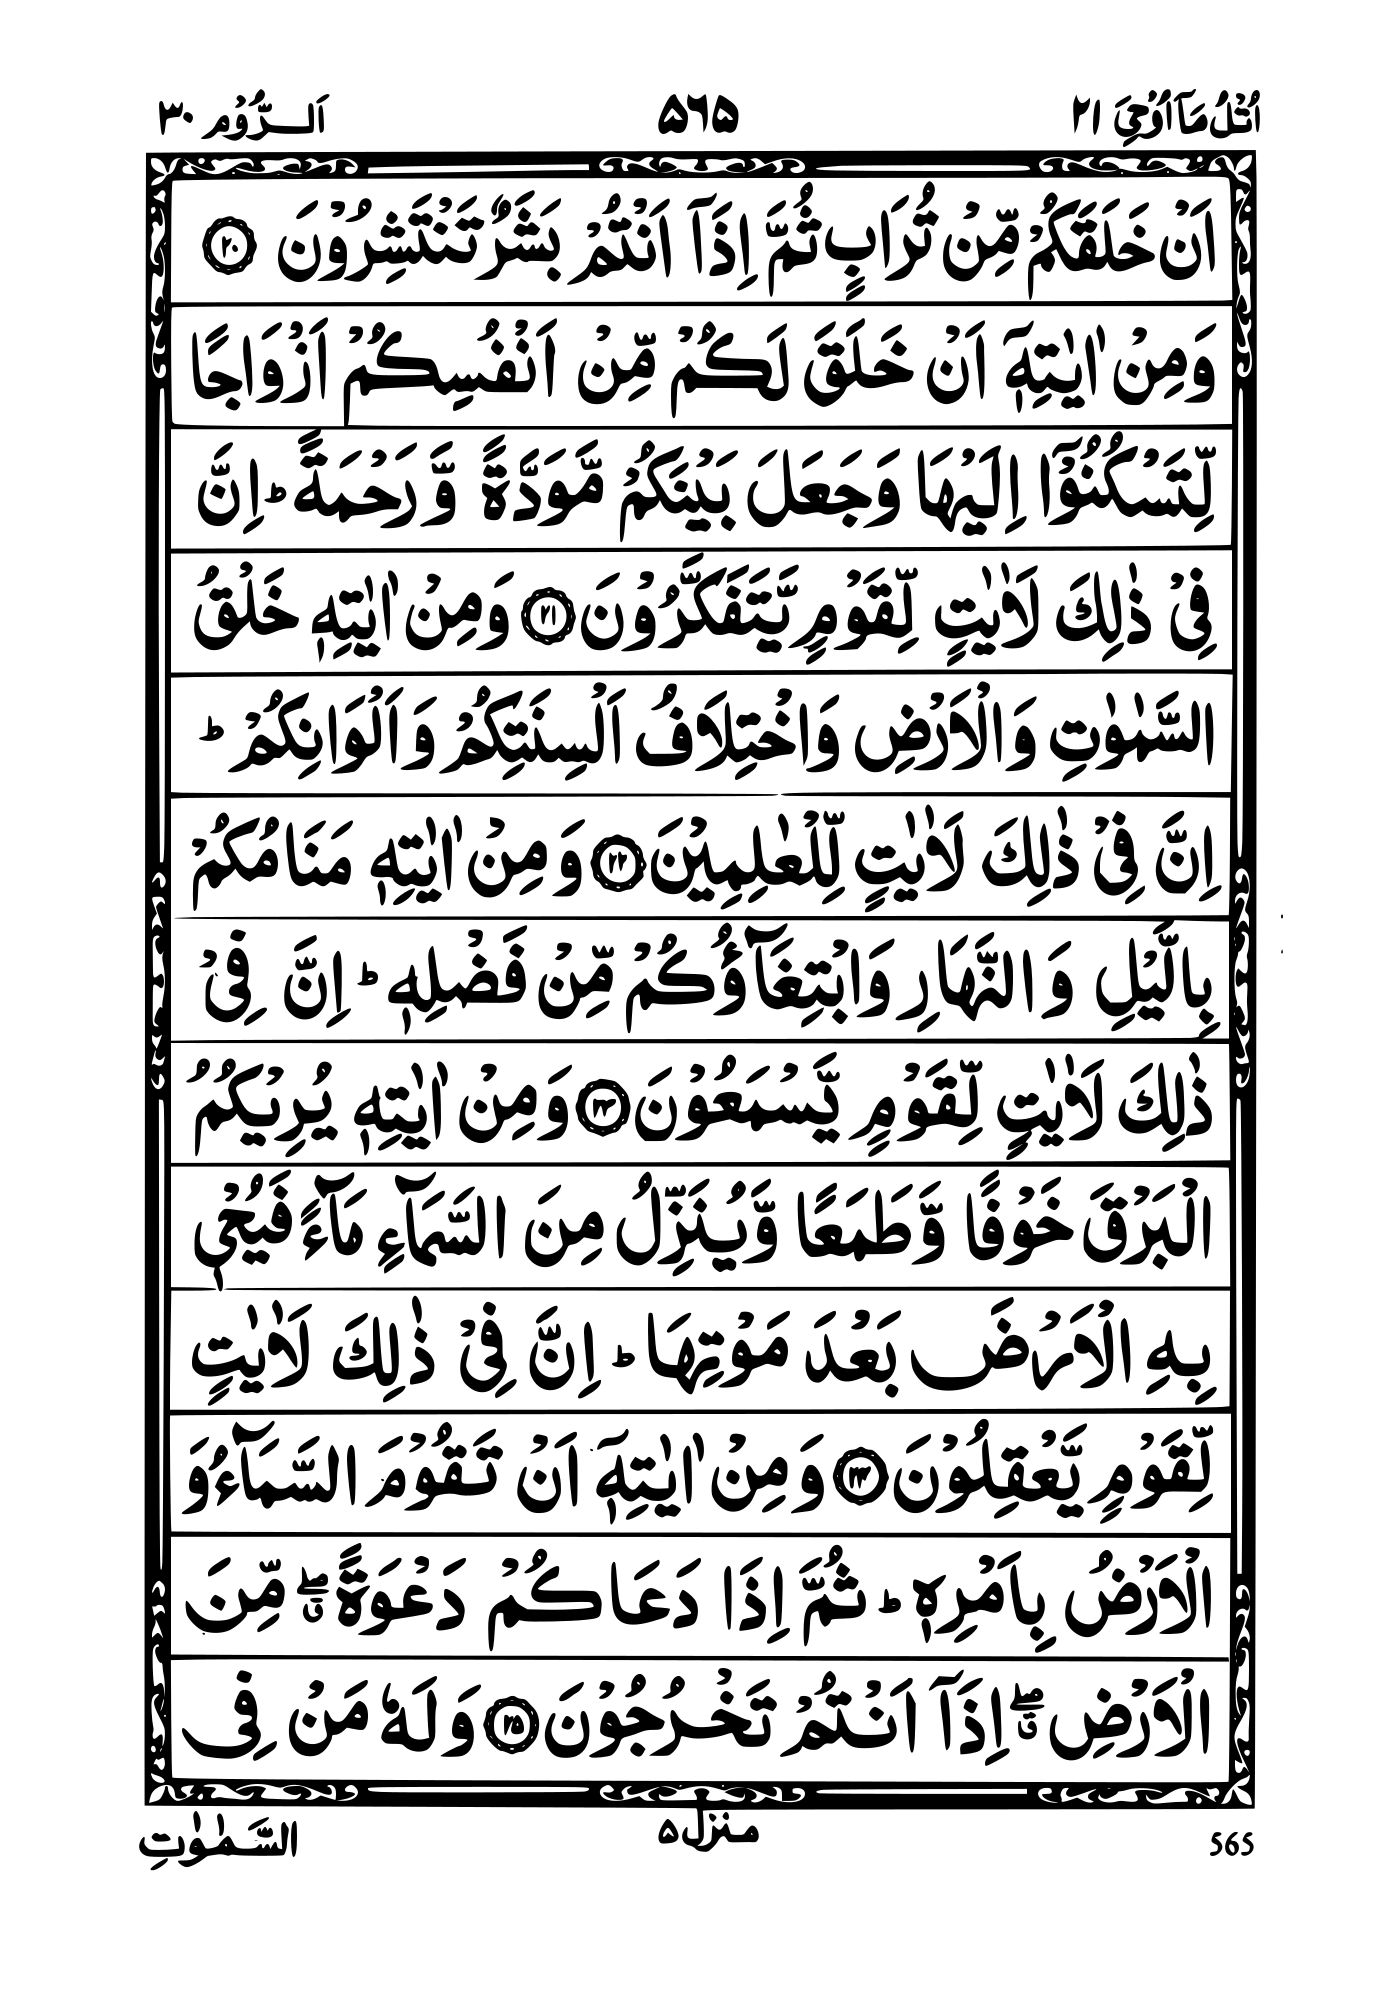 اُتْلُ مَآ اُوْحِیَ ٢١
٥٦٥
اَلرُّوْم ٣٠
اَنْ خَلَقَكُمْ مِّنْ تُرَابٍ ثُمَّ اِذَاۤ اَنْتُمْ بَشَرٌ تَنْتَشِرُوْنَ ٢٠
وَمِنْ اٰیٰتِهٖۤ اَنْ خَلَقَ لَكُمْ مِّنْ اَنْفُسِكُمْ اَزْوَاجًا
لِّتَسْكُنُوْۤا اِلَیْهَا وَجَعَلَ بَیْنَكُمْ مَّوَدَّةً وَّرَحْمَةً ؕ اِنَّ
فِیْ ذٰلِكَ لَاٰیٰتٍ لِّقَوْمٍ یَّتَفَكَّرُوْنَ ٢١ وَمِنْ اٰیٰتِهٖ خَلْقُ
السَّمٰوٰتِ وَالْاَرْضِ وَاخْتِلَافُ اَلْسِنَتِكُمْ وَاَلْوَانِكُمْ ؕ
اِنَّ فِیْ ذٰلِكَ لَاٰیٰتٍ لِّلْعٰلِمِیْنَ ٢٢ وَمِنْ اٰیٰتِهٖ مَنَامُكُمْ
بِالَّیْلِ وَالنَّهَارِ وَابْتِغَآؤُكُمْ مِّنْ فَضْلِهٖ ؕ اِنَّ فِیْ
ذٰلِكَ لَاٰیٰتٍ لِّقَوْمٍ یَّسْمَعُوْنَ ٢٣ وَمِنْ اٰیٰتِهٖ یُرِیْكُمُ
الْبَرْقَ خَوْفًا وَّطَمَعًا وَّیُنَزِّلُ مِنَ السَّمَآءِ مَآءً فَیُحْیٖ
بِهِ الْاَرْضَ بَعْدَ مَوْتِهَا ؕ اِنَّ فِیْ ذٰلِكَ لَاٰیٰتٍ
لِّقَوْمٍ یَّعْقِلُوْنَ ٢٤ وَمِنْ اٰیٰتِهٖۤ اَنْ تَقُوْمَ السَّمَآءُ وَ
الْاَرْضُ بِاَمْرِهٖ ؕ ثُمَّ اِذَا دَعَاكُمْ دَعْوَةً ۖۗ مِّنَ
الْاَرْضِ ۖۗ اِذَاۤ اَنْتُمْ تَخْرُجُوْنَ ٢٥ وَلَهٗ مَنْ فِی
السَّمٰوٰتِ
منزل ٥
565